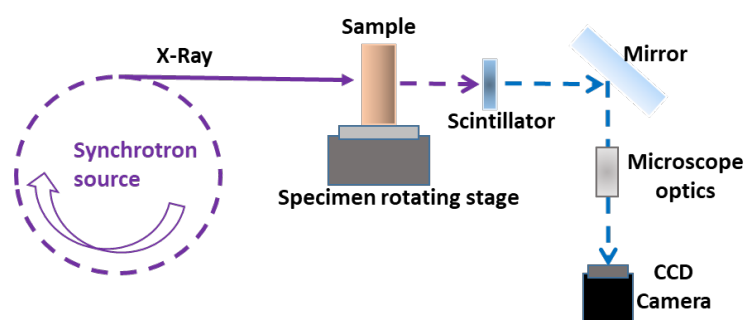 Sample
X-Ray
Mirror
Scintillator
Synchrotron
source
Microscope
optics
Specimen rotating stage
CCD
Camera